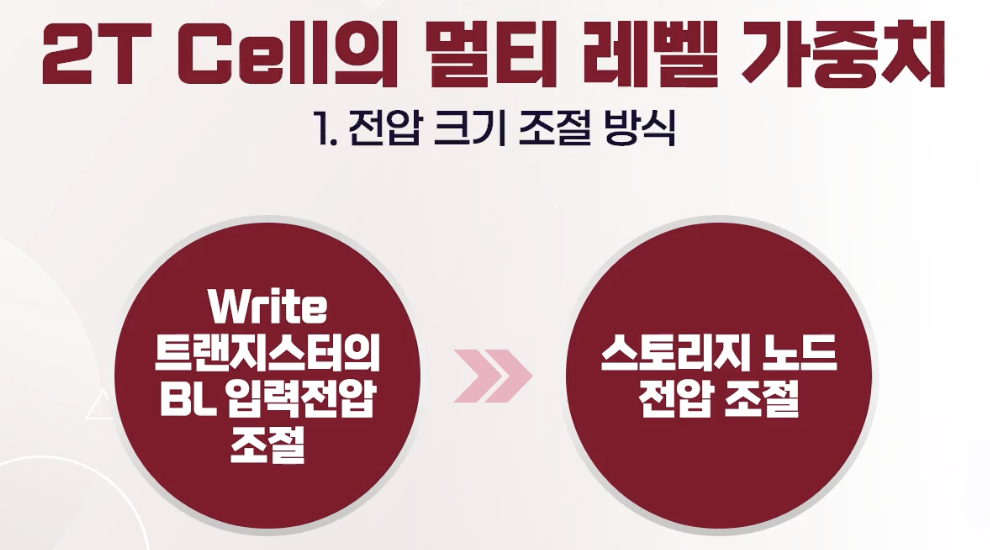 2T Cell의 멀티 레벨 가중치
1. 전압 크기 조절 방식
Write
트랜지스터의
BL 입력전압
조절
스토리지 노드
전압 조절